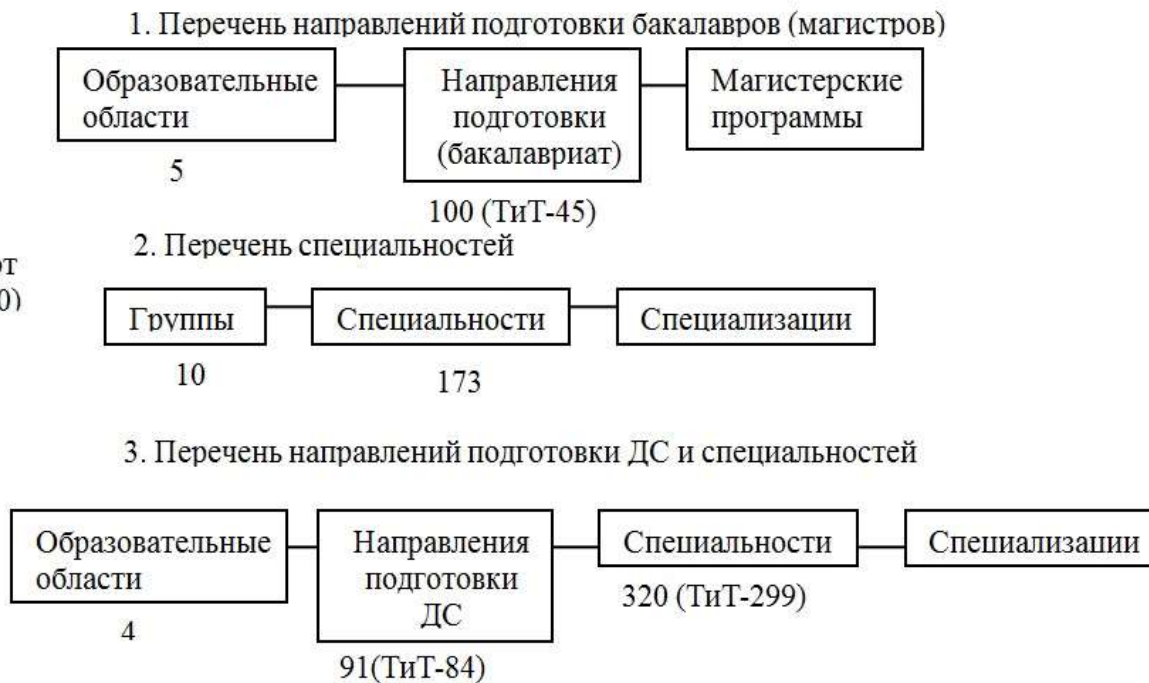 1. Перечень направлений подготовки бакалавров (магистров)
Образовательные
области
5
Направления
подготовки
(бакалавриат)
100 (ТиТ-45)
Магистерские
программы
2. Перечень специальностей
Группы
10
Специальности
173
Специализации
3. Перечень направлений подготовки ДС и специальностей
Образовательные
области
4
Направления
подготовки
ДС
91(ТиТ-84)
Специальности
320 (ТиТ-299)
Специализации